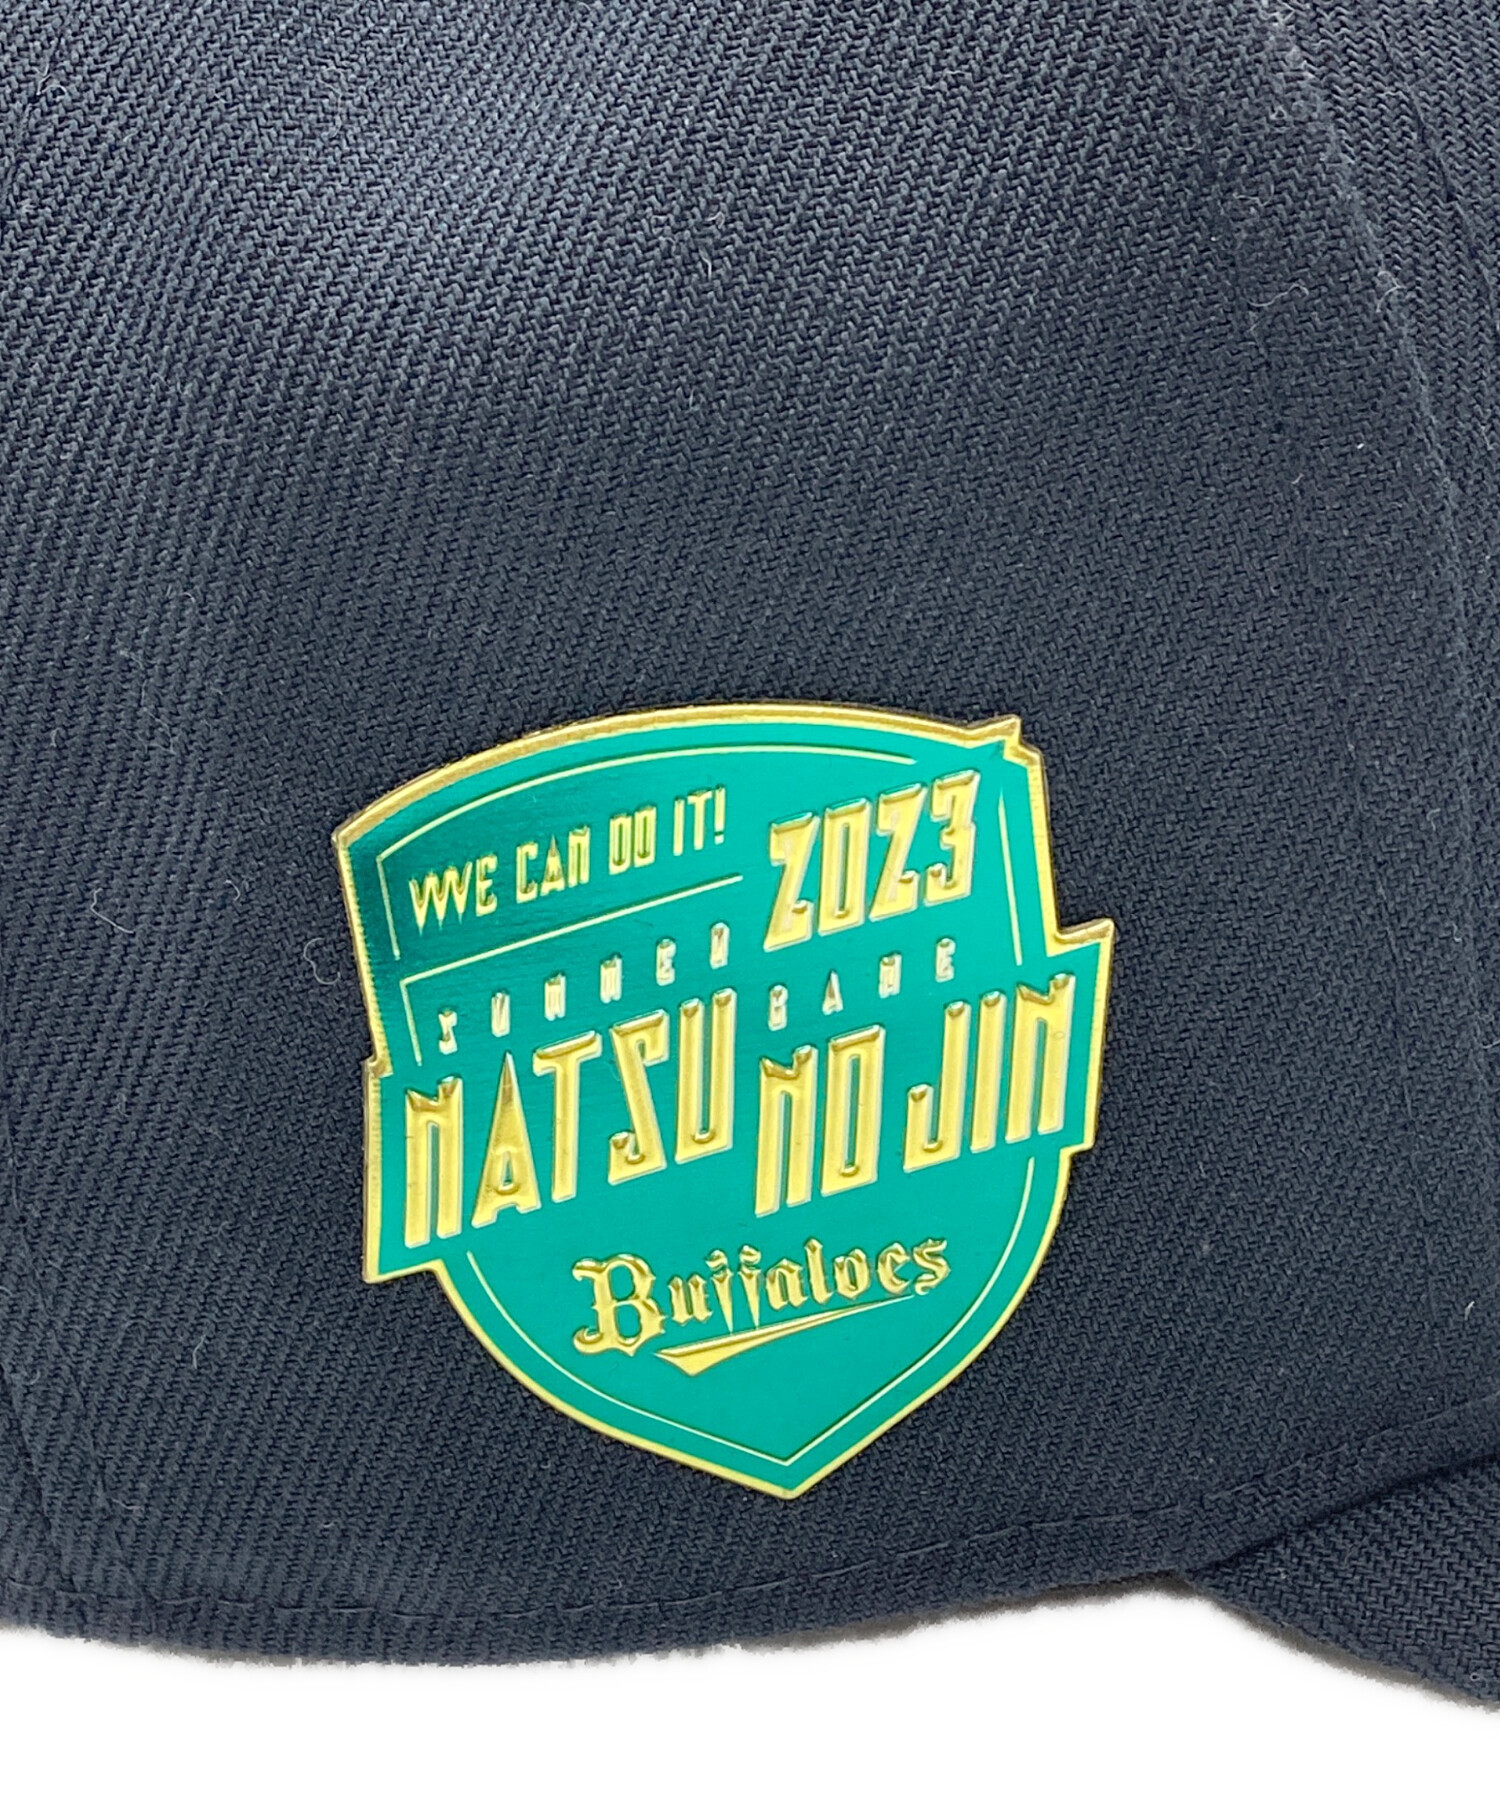 WE CAN DO IT!
2023
SUMMER GAME
NATSU NO JIN
Buffaloes